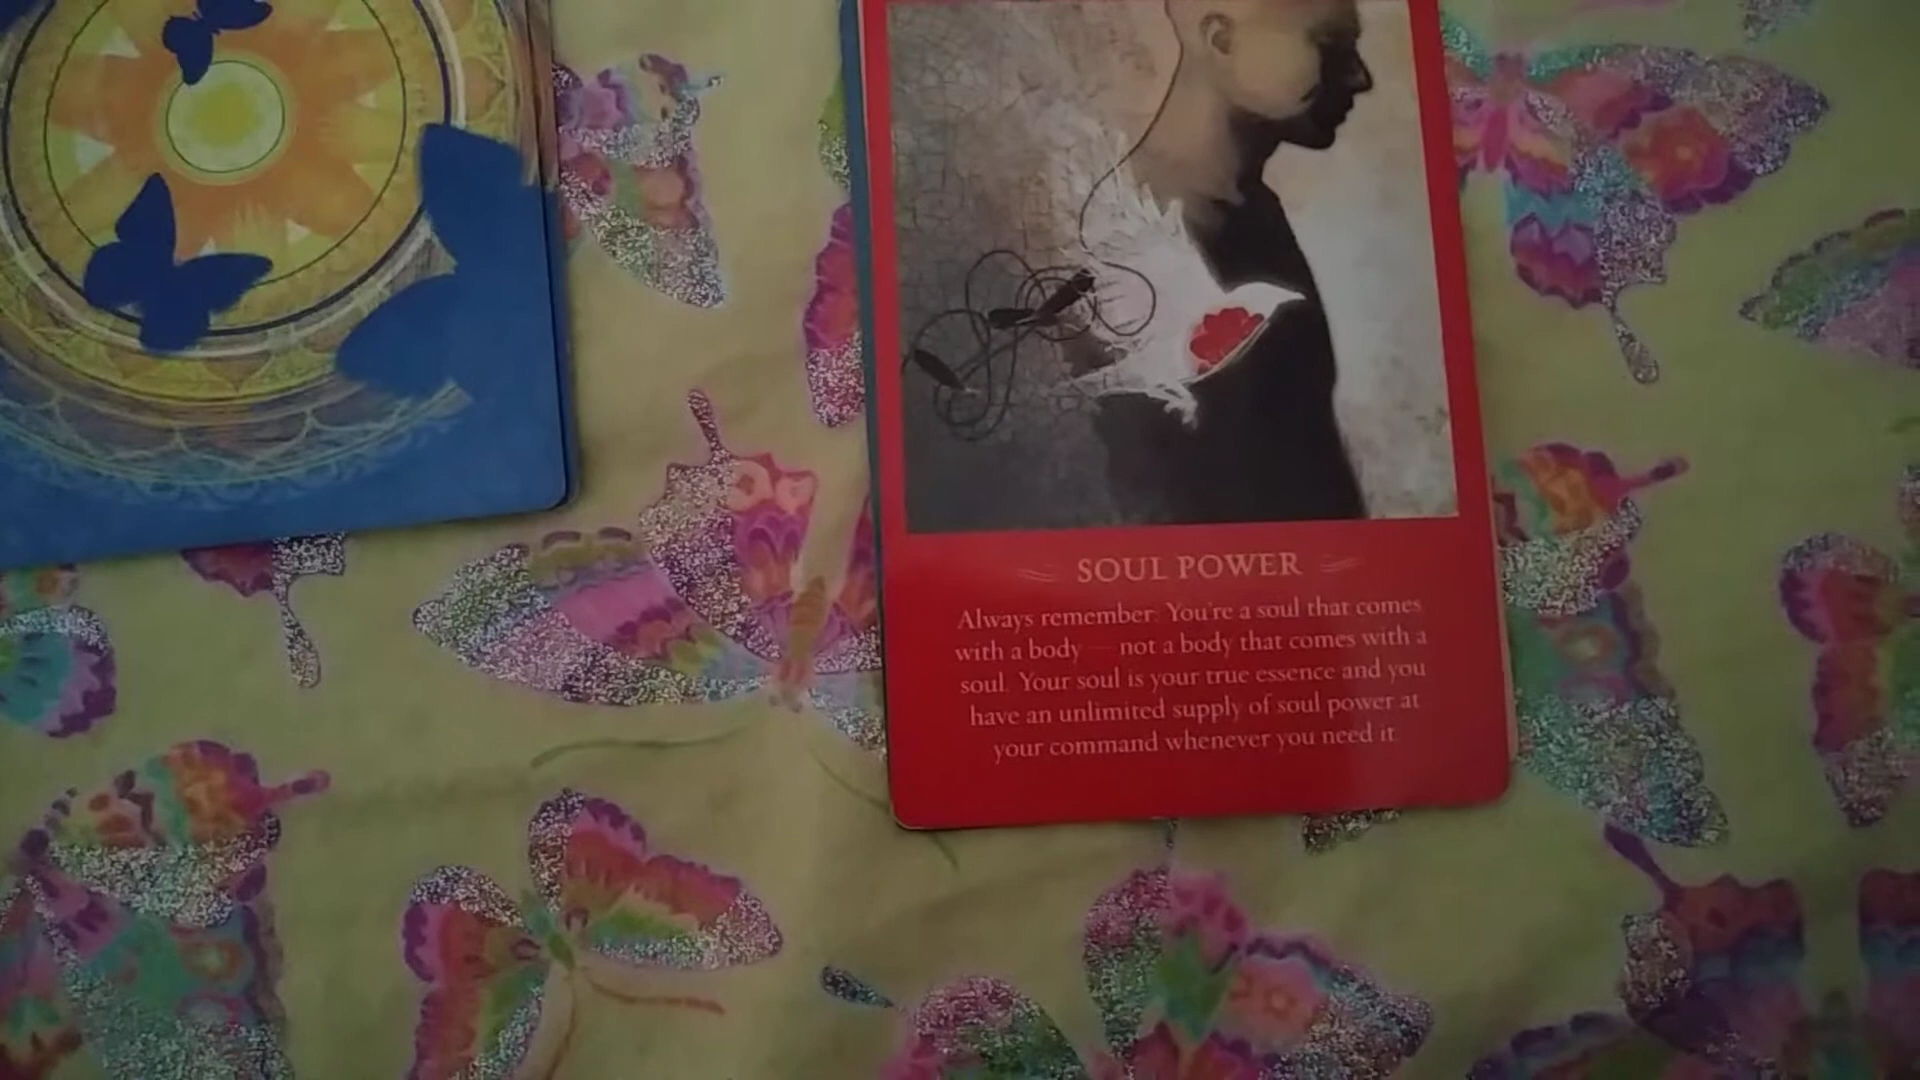 SOUL POWER
Always remember: You're a soul that comes
with a body — not a body that comes with a
soul. Your soul is your true essence and you
have an unlimited supply of soul power at
your command whenever you need it.